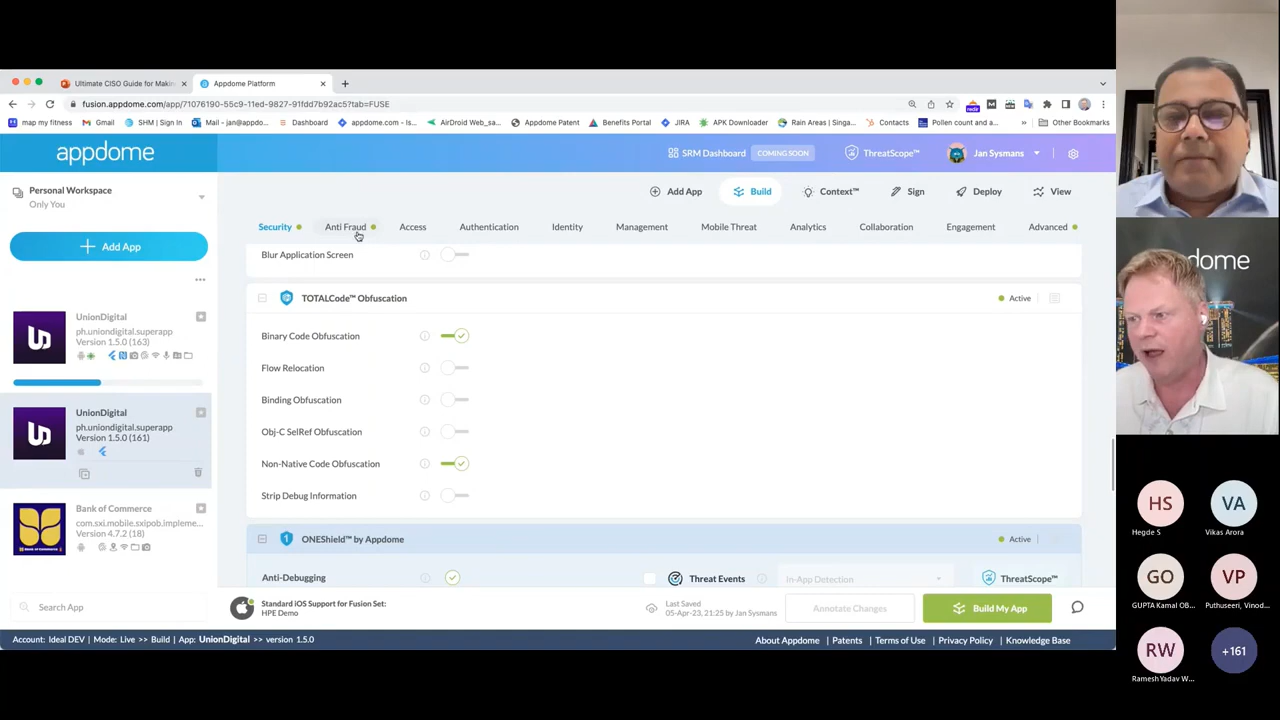 Ultimate CISO Guide for Makin
Appdome Platform
fusion.appdome.com/app/71076190-55c9-11ed-9827-91fdd7b92ac5?tab=FUSE
map my fitness
Gmail
SHM | Sign In
Mail - jan@appdo...
Dashboard
appdome.com - Is...
AirDroid Web_sa...
Appdome Patent
Benefits Portal
JIRA
APK Downloader
Rain Areas | Singa...
Contacts
Pollen count and a...
Other Bookmarks
appdome
SRM Dashboard
COMING SOON
ThreatScope™
Jan Sysmans
Personal Workspace
Only You
Add App
Build
Context™
Sign
Deploy
View
Security
Anti Fraud
Access
Authentication
Identity
Management
Mobile Threat
Analytics
Collaboration
Engagement
Advanced
Add App
UnionDigital
ph.uniondigital.superapp
Version 1.5.0 (163)
UnionDigital
ph.uniondigital.superapp
Version 1.5.0 (161)
Bank of Commerce
com.sxi.mobile.sxipob.impleme...
Version 4.7.2 (18)
Search App
Blur Application Screen
TOTALCode™ Obfuscation
Active
Binary Code Obfuscation
Flow Relocation
Binding Obfuscation
Obj-C SelRef Obfuscation
Non-Native Code Obfuscation
Strip Debug Information
ONEShield™ by Appdome
Active
Anti-Debugging
Threat Events
In-App Detection
ThreatScope™
Standard iOS Support for Fusion Set:
HPE Demo
Last Saved
05-Apr-23, 21:25 by Jan Sysmans
Annotate Changes
Build My App
Account: Ideal DEV | Mode: Live >> Build | App: UnionDigital >> version 1.5.0
About Appdome | Patents | Terms of Use | Privacy Policy | Knowledge Base
dome
HS
Hegde S
VA
Vikas Arora
GO
GUPTA Kamal OB...
VP
Puthuseeri, Vinod...
RW
Ramesh Yadav W...
+161